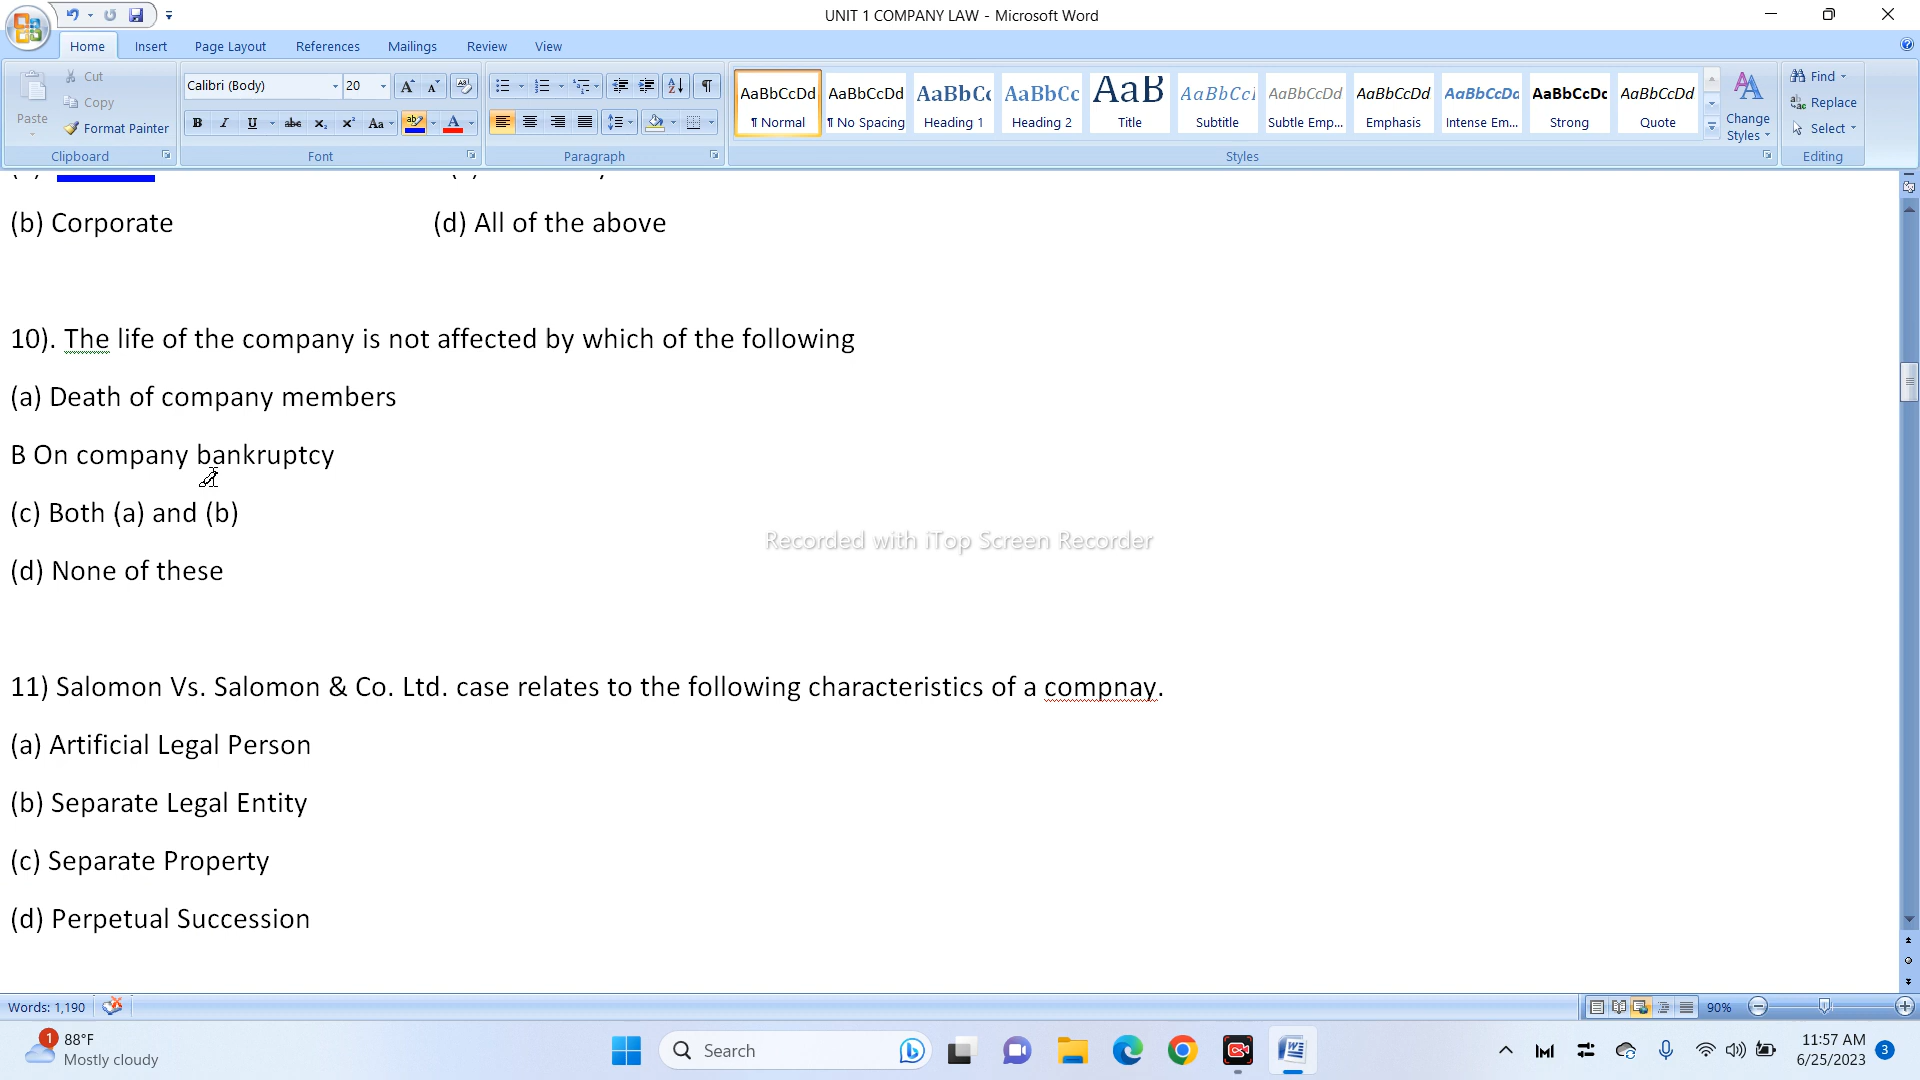 UNIT 1 COMPANY LAW - Microsoft Word
Home Insert Page Layout References Mailings Review View
Cut
Copy
Paste
Format Painter
Clipboard
Calibri (Body) 20
Font
Paragraph
AaBbCcDd AaBbCcDd AaBbCc AaBbCc AaB AaBbCcI AaBbCcDd AaBbCcDd AaBbCcDc AaBbCcDc AaBbCcDd
¶ Normal ¶ No Spacing Heading 1 Heading 2 Title Subtitle Subtle Emp... Emphasis Intense Em... Strong Quote
Change Styles
Styles
Find
Replace
Select
Editing
(b) Corporate (d) All of the above
10). The life of the company is not affected by which of the following
(a) Death of company members
B On company bankruptcy
(c) Both (a) and (b)
(d) None of these
Recorded with iTop Screen Recorder
11) Salomon Vs. Salomon & Co. Ltd. case relates to the following characteristics of a compnay.
(a) Artificial Legal Person
(b) Separate Legal Entity
(c) Separate Property
(d) Perpetual Succession
Words: 1,190
90%
1 88°F
Mostly cloudy
Search
11:57 AM
6/25/2023
3